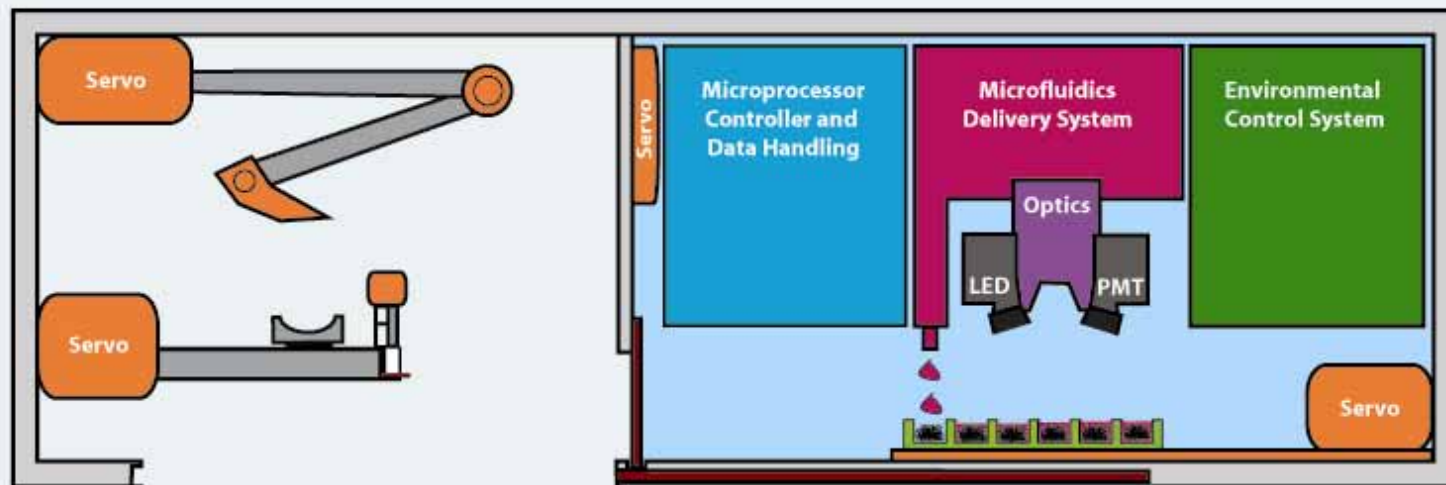 Servo
Servo
Servo
Microprocessor
Controller and
Data Handling
Microfluidics
Delivery System
Optics
LED
PMT
Environmental
Control System
Servo